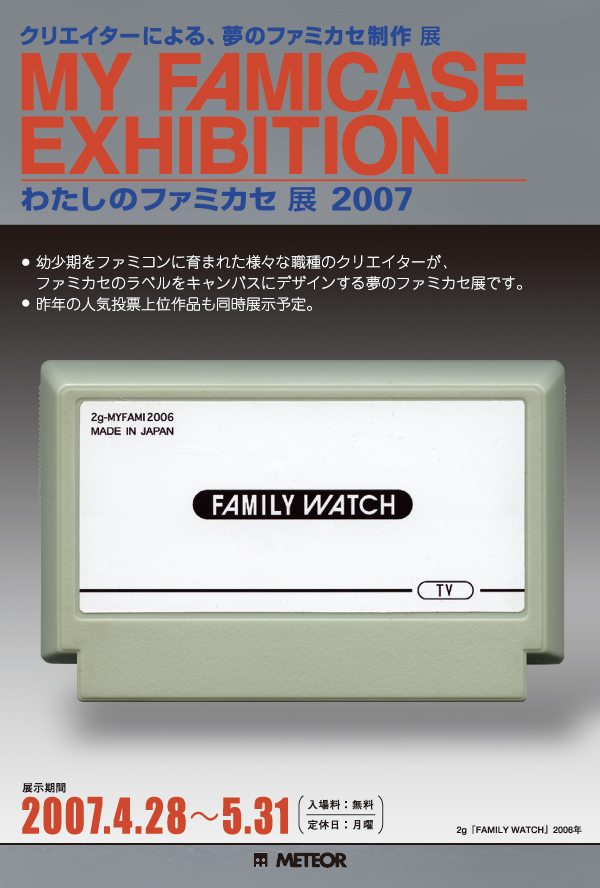 クリエイターによる、夢のファミカセ制作 展
MY FAMICASE
EXHIBITION
わたしのファミカセ 展 2007
● 幼少期をファミコンに育まれた様々な職種のクリエイターが、
ファミカセのラベルをキャンバスにデザインする夢のファミカセ展です。
● 昨年の人気投票上位作品も同時展示予定。
2g-MYFAMI2006
MADE IN JAPAN
FAMILY WATCH
TV
展示期間
2007.4.28〜5.31
入場料：無料
定休日：月曜
2g『FAMILY WATCH』2006年
METEOR